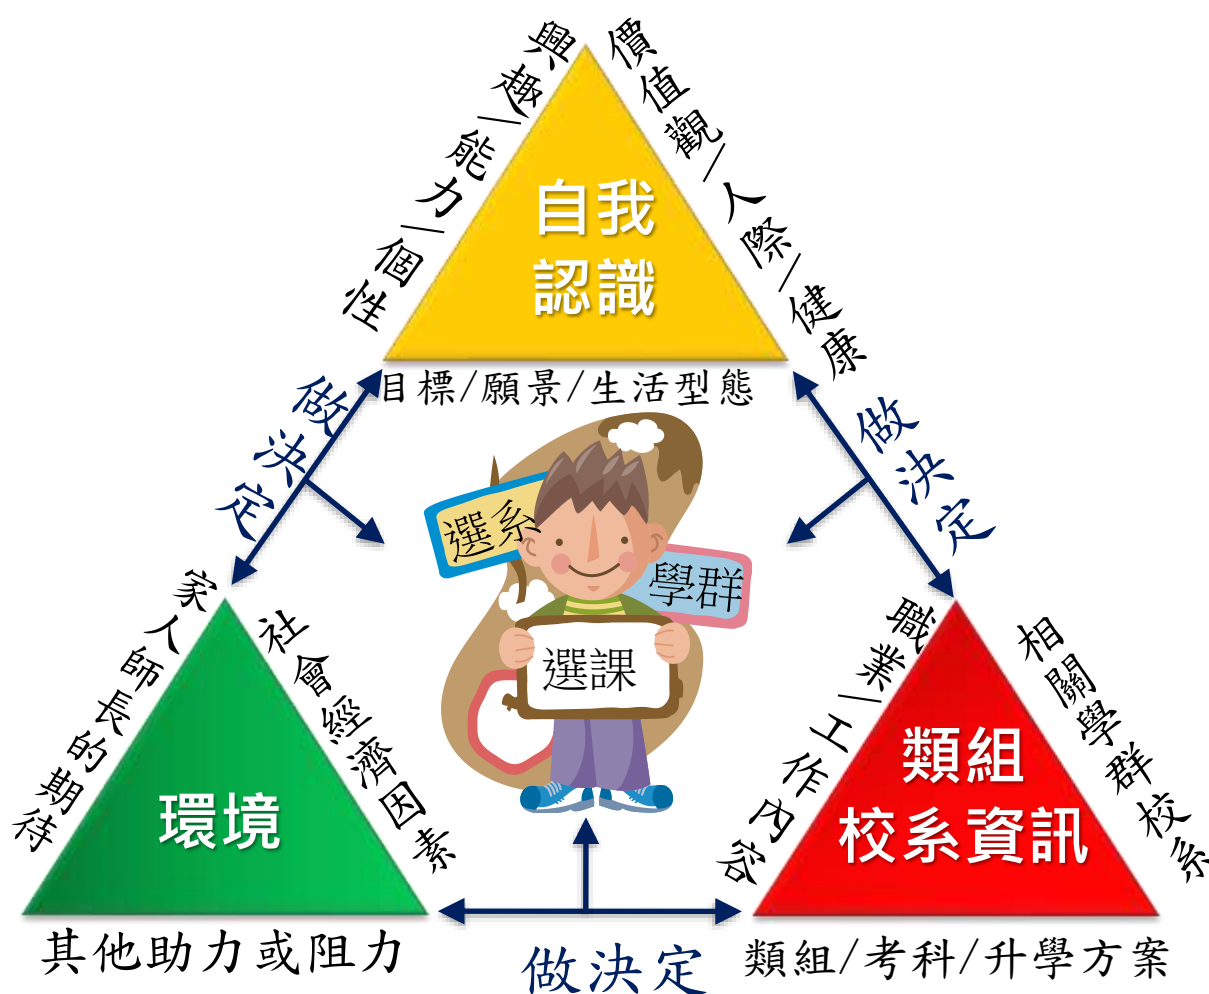 興趣/能力/個性
價值觀/人際/健康
自我
認識
目標/願景/生活型態
做決定
做決定
選系
學群
選課
家人師長的期待
社會經濟因素
環境
其他助力或阻力
職業/工作內容
相關學群校系
類組
校系資訊
類組/考科/升學方案
做決定